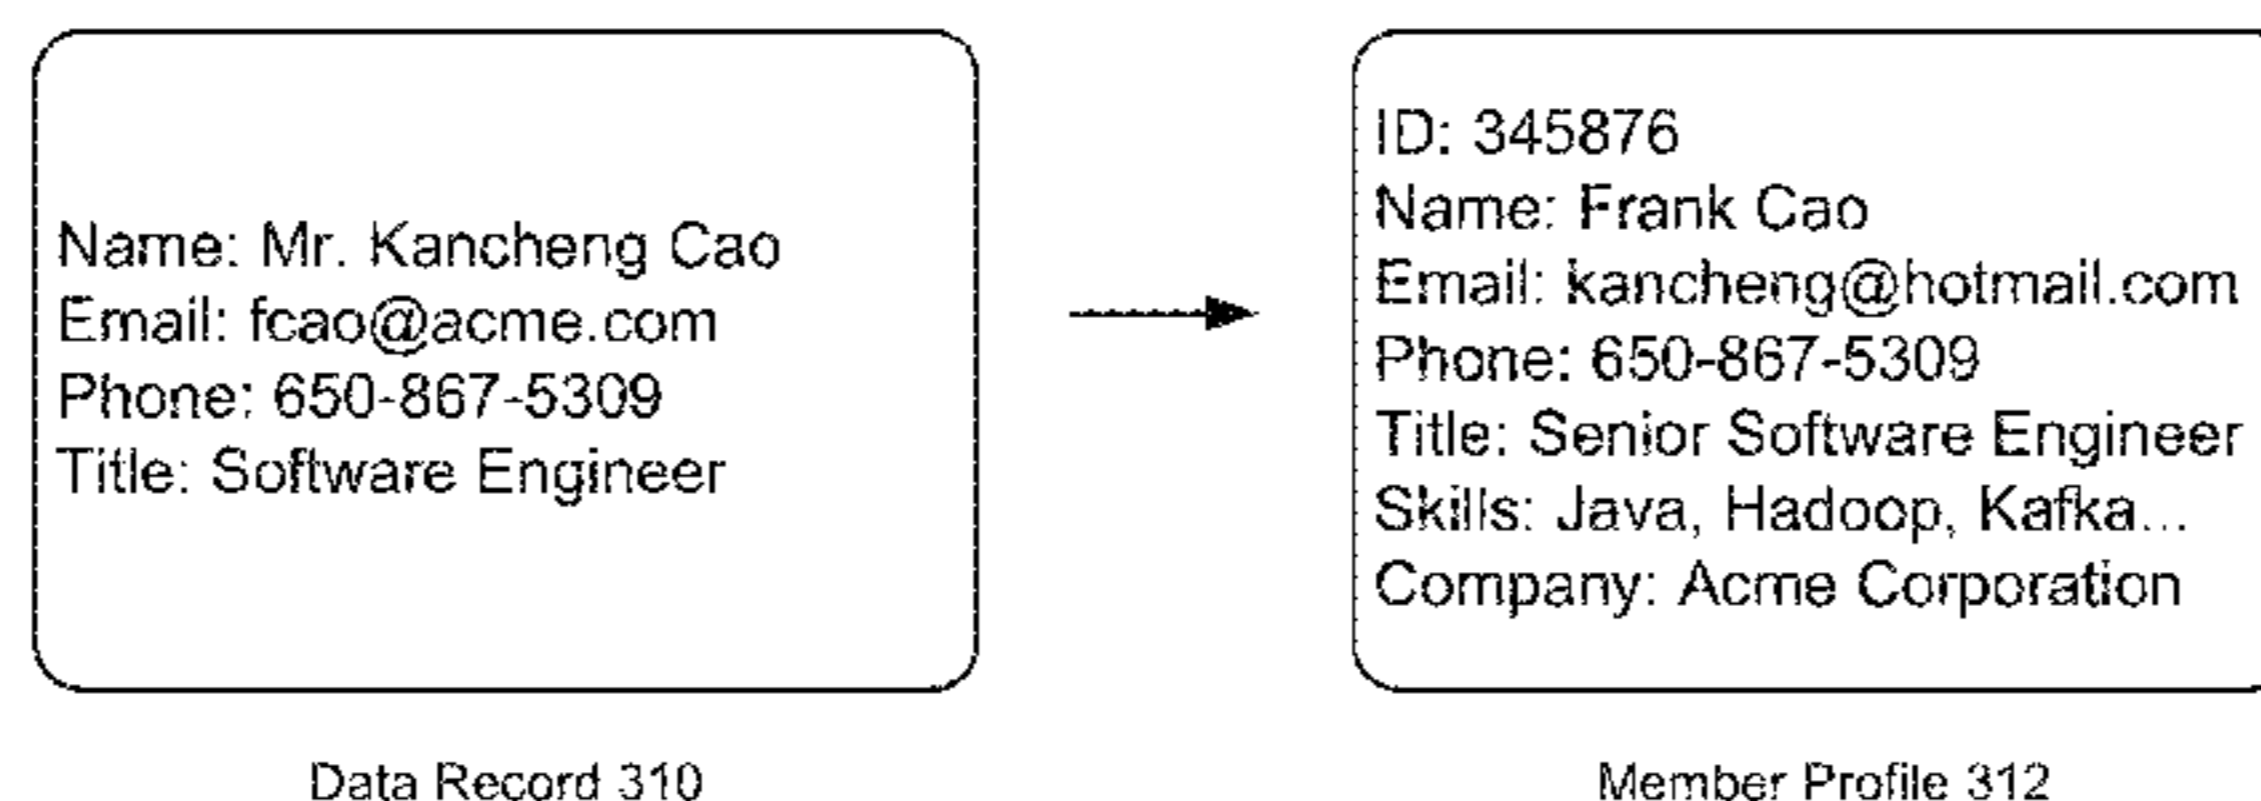 Name: Mr. Kancheng Cao
Email: fcao@acme.com
Phone: 650-867-5309
Title: Software Engineer
Data Record 310
ID: 345876
Name: Frank Cao
Email: kancheng@hotmail.com
Phone: 650-867-5309
Title: Senior Software Engineer
Skills: Java, Hadoop, Kafka...
Company: Acme Corporation
Member Profile 312